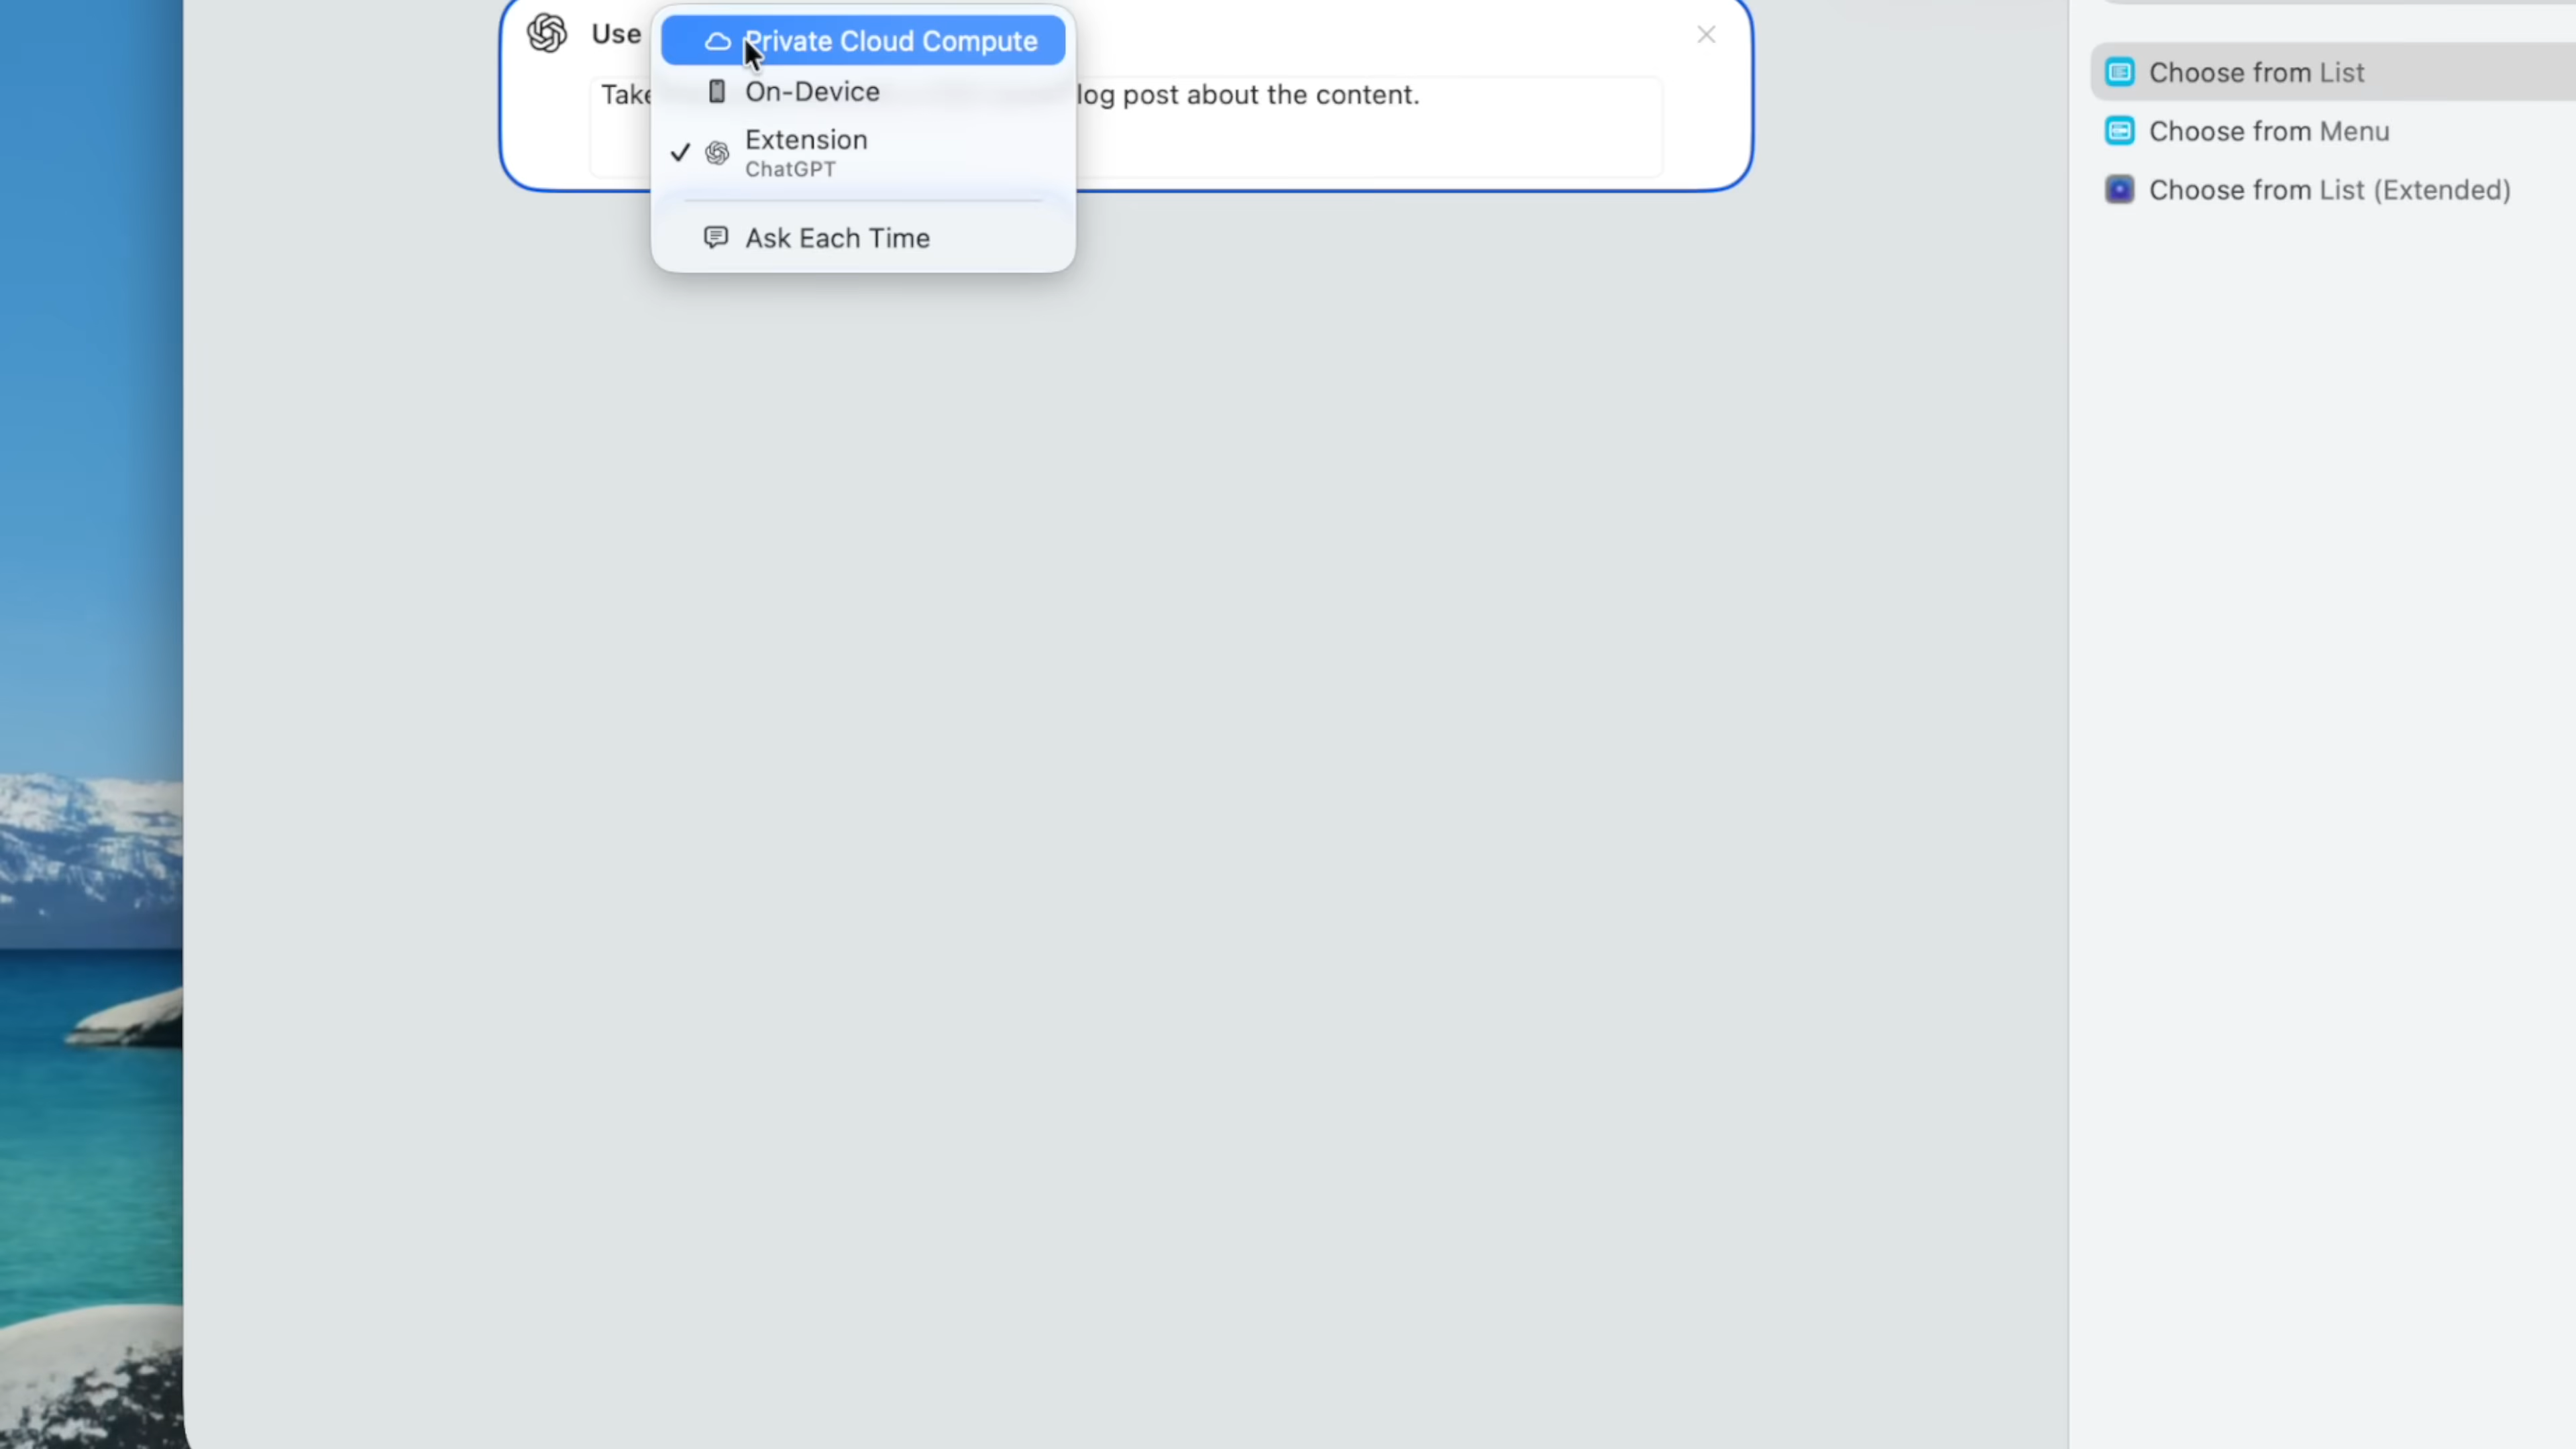 Use
Private Cloud Compute
On-Device
Extension
ChatGPT
Ask Each Time
Take
log post about the content.
Choose from List
Choose from Menu
Choose from List (Extended)